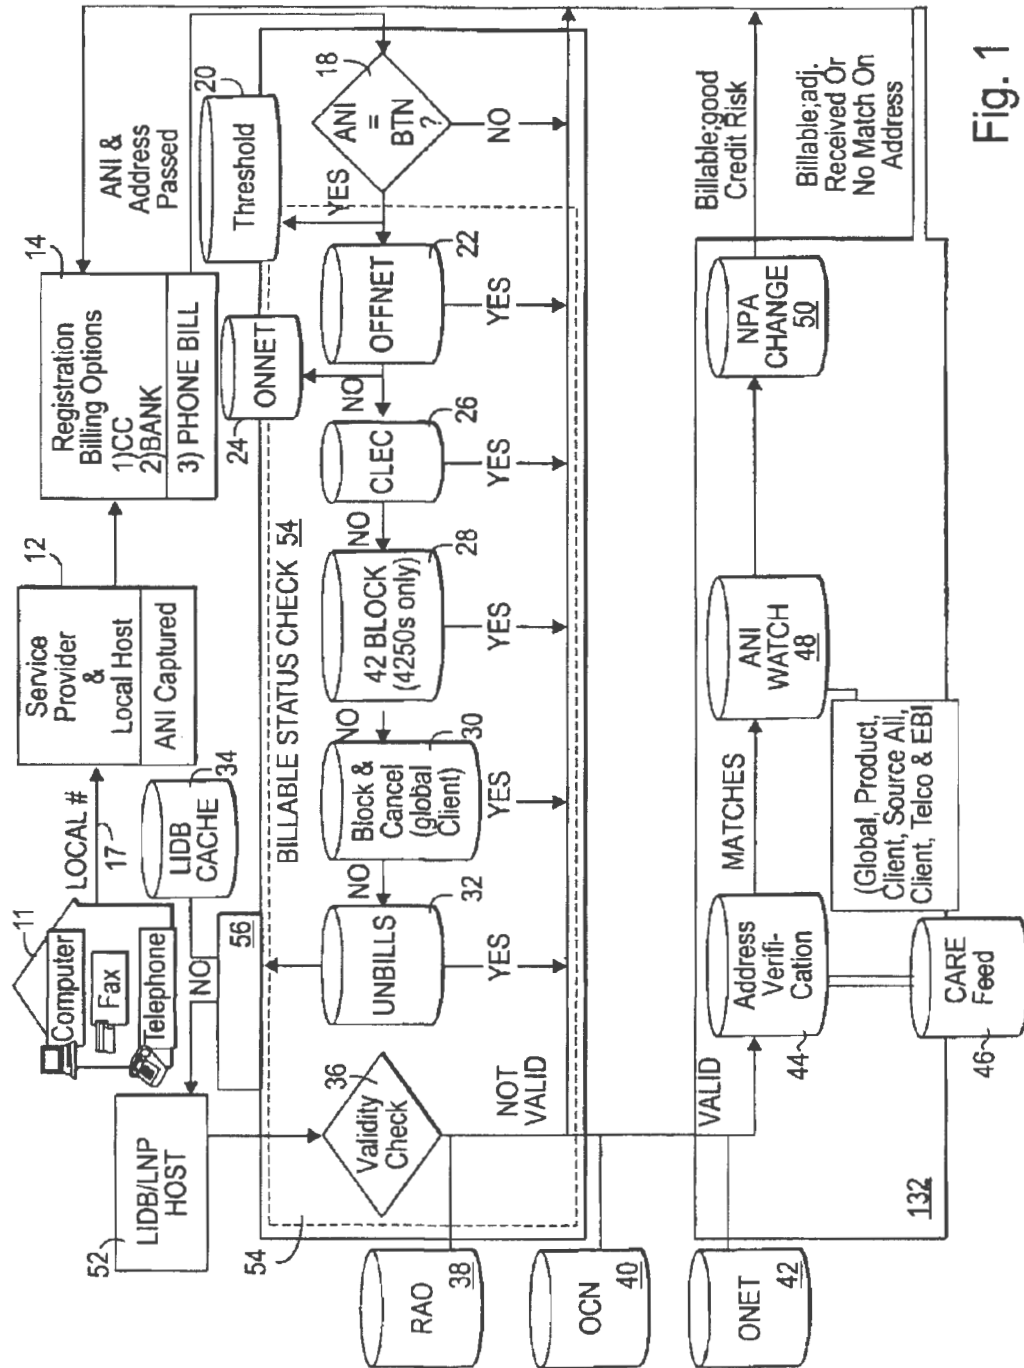 11
Computer
Fax
Telephone
LOCAL #
17
12
Service
Provider
&
Local Host
ANI Captured
14
Registration
Billing Options
1)CC
2)BANK
3) PHONE BILL
ANI &
Address
Passed
52
LIDB/LNP
HOST
NO
LIDB
CACHE
34
56
24
ONNET
Threshold
20
BILLABLE STATUS CHECK 54
54
Validity
Check
36
UNBILLS
32
YES
NO
Block &
Cancel
(global
Client)
30
YES
NO
42 BLOCK
(4250s only)
28
YES
NO
CLEC
26
YES
NO
OFFNET
22
YES
YES
ANI
=
BTN
?
18
NO
NOT
VALID
RAO
38
OCN
40
ONET
42
VALID
Address
Verifi-
Cation
44
MATCHES
ANI
WATCH
48
NPA
CHANGE
50
Billable;good
Credit Risk
Billable;adj.
Received Or
No Match On
Address
CARE
Feed
46
(Global, Product,
Client, Source All,
Client, Telco & EBI
132
Fig. 1